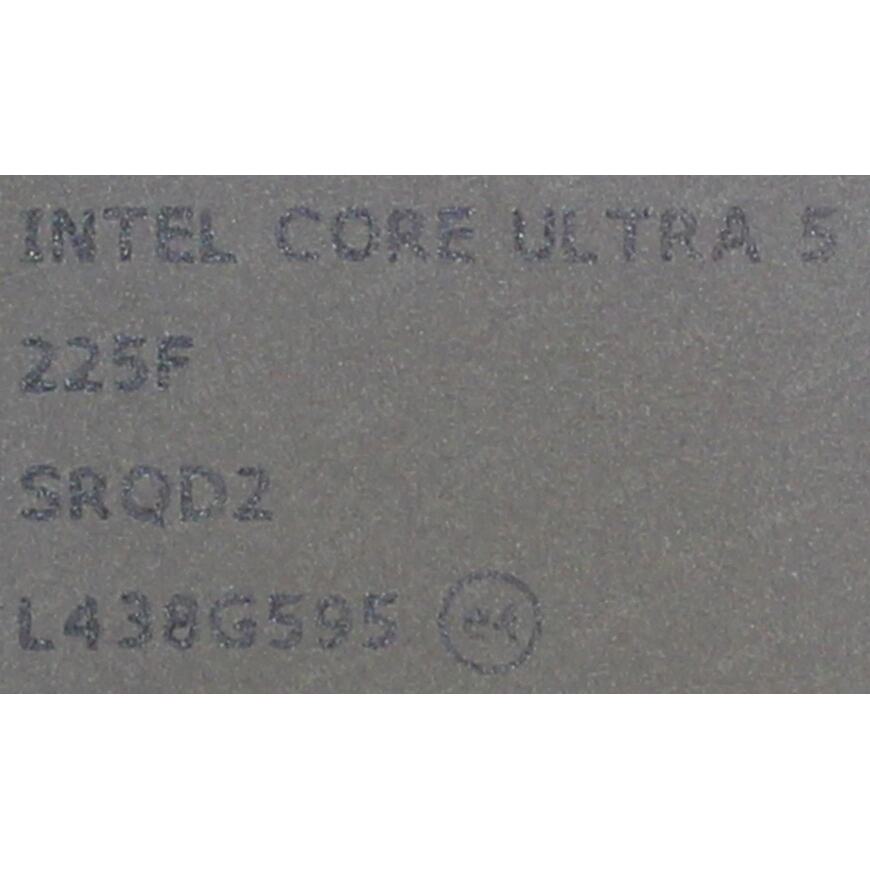 INTEL CORE ULTRA 5
225F
SRQD2
L438G595 e4